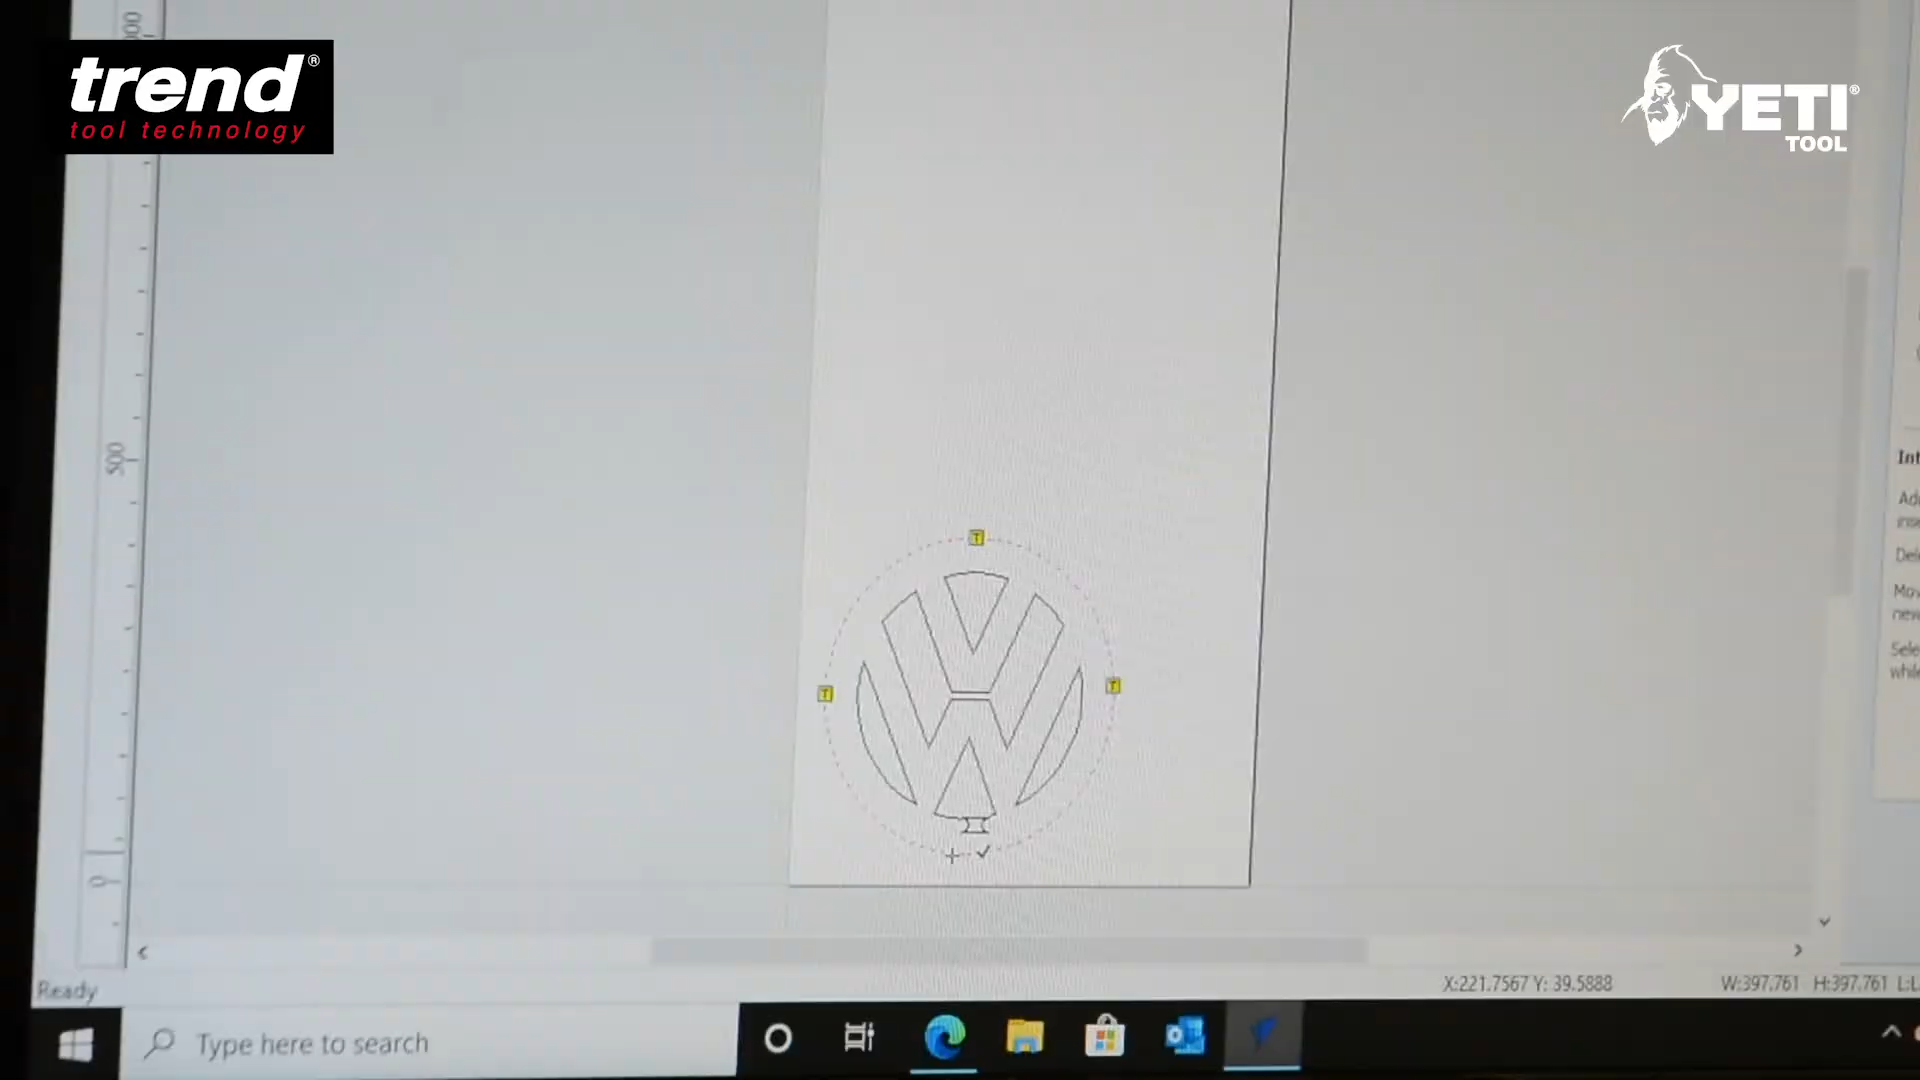 trend®
tool technology
YETI®
TOOL
500
0
T
T
T
Int
Ready
X:221.7567 Y: 39.5888
W:397.761 H:397.761
Type here to search